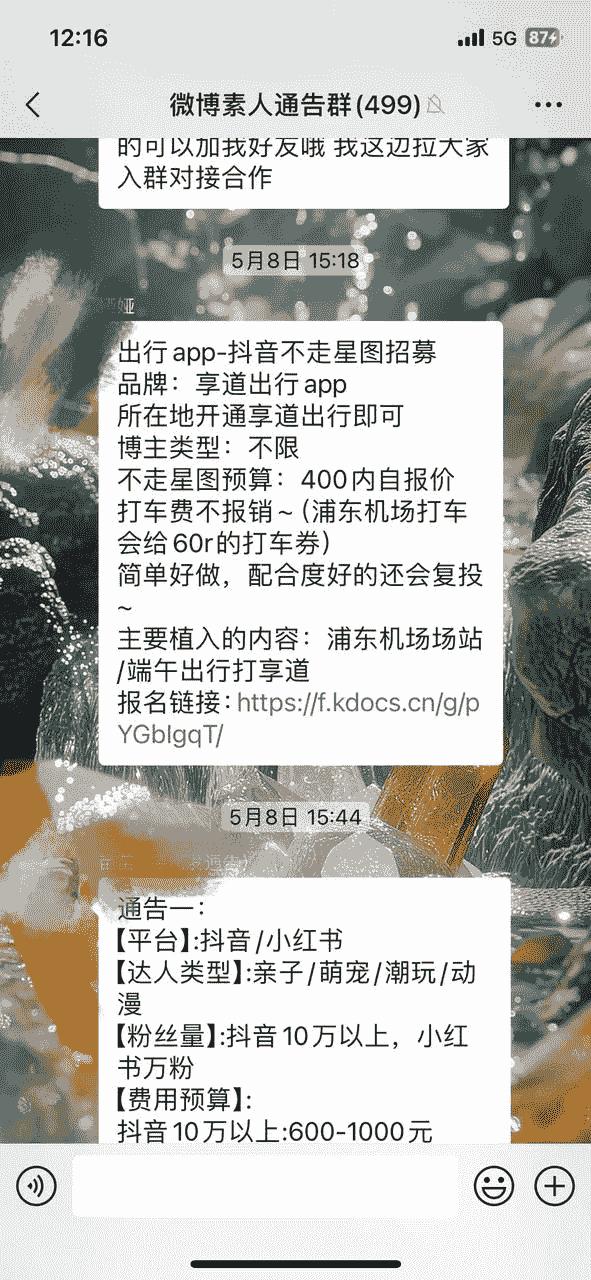 12:16
5G
87
微博素人通告群(499)
的可以加我好友哦 我这边拉大家
入群对接合作
5月8日 15:18
娅
出行app-抖音不走星图招募
品牌：享道出行app
所在地开通享道出行即可
博主类型：不限
不走星图预算：400内自报价
打车费不报销~（浦东机场打车
会给60r的打车券）
简单好做，配合度好的还会复投
~
主要植入的内容：浦东机场场站
/端午出行打享道
报名链接:https://f.kdocs.cn/g/p
YGbIgqT/
5月8日 15:44
通告一：
【平台】:抖音/小红书
【达人类型】:亲子/萌宠/潮玩/动
漫
【粉丝量】:抖音10万以上，小红
书万粉
【费用预算】:
抖音10万以上:600-1000元